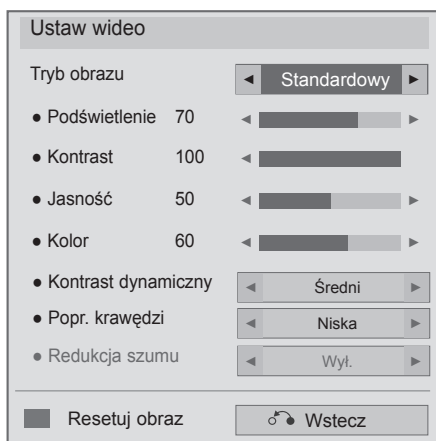 Ustaw wideo
Tryb obrazu ◄ Standardowy ►
● Podświetlenie 70 ◄ ►
● Kontrast 100 ◄
● Jasność 50 ◄ ►
● Kolor 60 ◄ ►
● Kontrast dynamiczny ◄ Średni ►
● Popr. krawędzi ◄ Niska ►
● Redukcja szumu ◄ Wył. ►
Resetuj obraz Wstecz